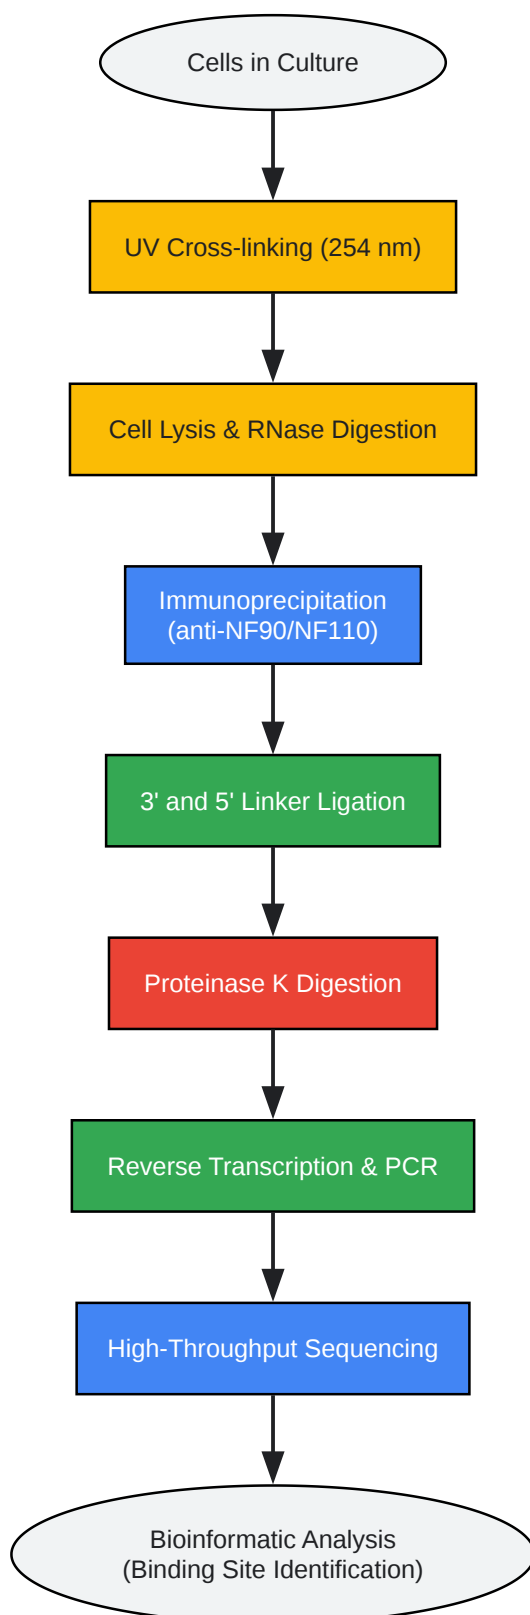 Cells in Culture
UV Cross-linking (254 nm)
Cell Lysis & RNase Digestion
Immunoprecipitation
(anti-NF90/NF110)
3' and 5' Linker Ligation
Proteinase K Digestion
Reverse Transcription & PCR
High-Throughput Sequencing
Bioinformatic Analysis
(Binding Site Identification)